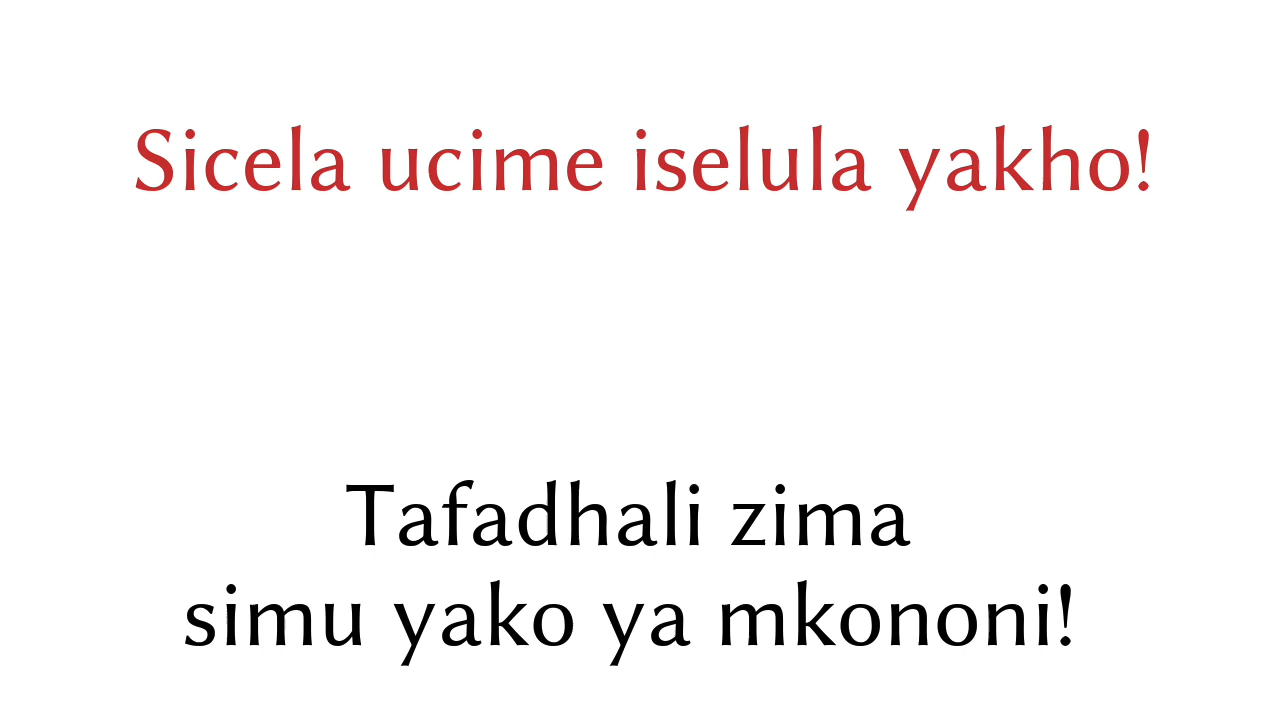 Sicela ucime iselula yakho!
Tafadhali zima
simu yako ya mkononi!